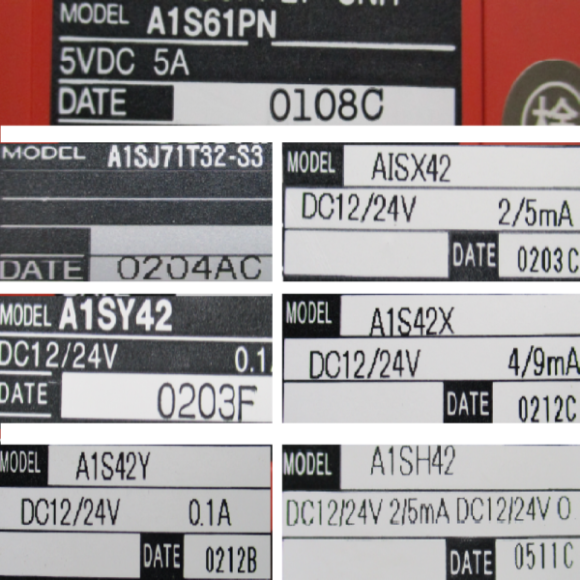 MODEL A1S61PN
5VDC 5A
DATE 0108C
MODEL A1SJ71T32-S3
DATE 0204AC
MODEL A1SX42
DC12/24V 2/5mA
DATE 0203C
MODEL A1SY42
DC12/24V 0.1
DATE 0203F
MODEL A1S42X
DC12/24V 4/9mA
DATE 0212C
MODEL A1S42Y
DC12/24V 0.1A
DATE 0212B
MODEL A1SH42
DC12/24V 2/5mA DC12/24V 0
DATE 0511C